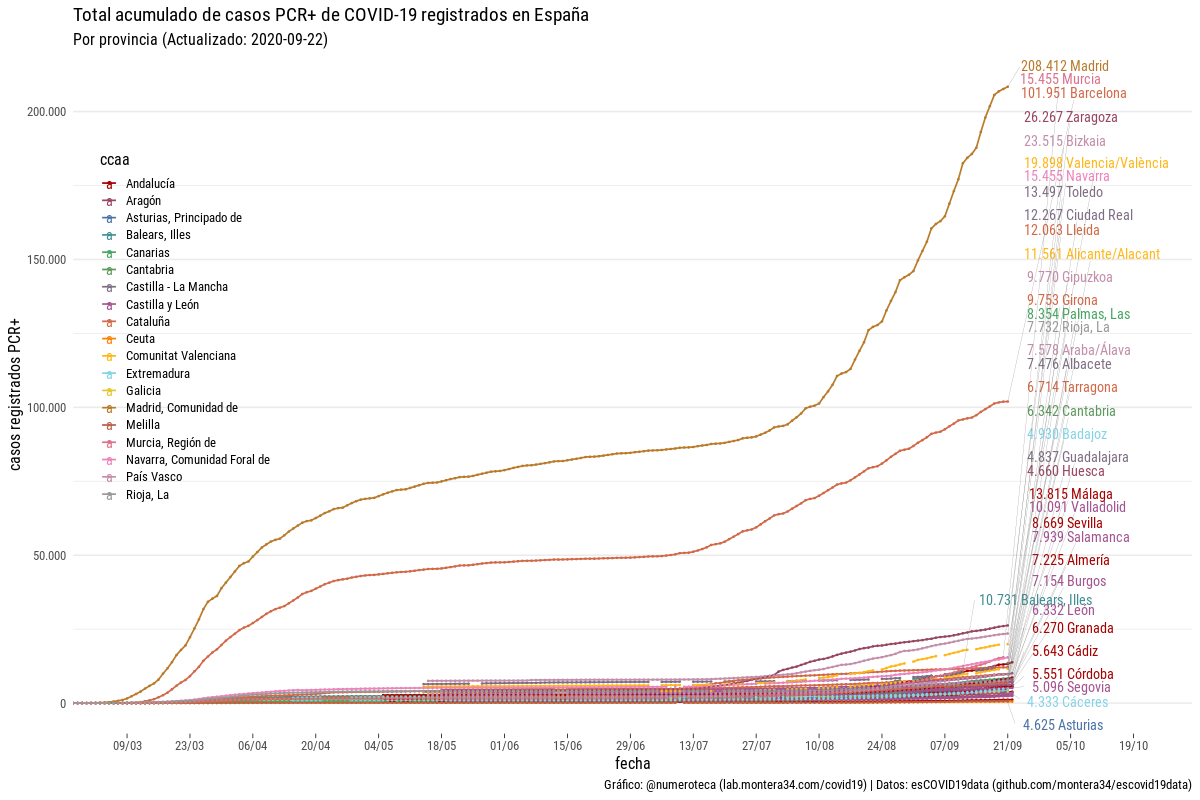 Total acumulado de casos PCR+ de COVID-19 registrados en España
Por provincia (Actualizado: 2020-09-22)
casos registrados PCR+
200.000
150.000
100.000
50.000
0
ccaa
Andalucía
Aragón
Asturias, Principado de
Balears, Illes
Canarias
Cantabria
Castilla - La Mancha
Castilla y León
Cataluña
Ceuta
Comunitat Valenciana
Extremadura
Galicia
Madrid, Comunidad de
Melilla
Murcia, Región de
Navarra, Comunidad Foral de
País Vasco
Rioja, La
208.412 Madrid
15.455 Murcia
101.951 Barcelona
26.267 Zaragoza
23.515 Bizkaia
19.898 Valencia/València
15.455 Navarra
13.497 Toledo
12.267 Ciudad Real
12.063 Lleida
11.561 Alicante/Alacant
9.770 Gipuzkoa
9.753 Girona
8.354 Palmas, Las
7.732 Rioja, La
7.578 Araba/Álava
7.476 Albacete
6.714 Tarragona
6.342 Cantabria
4.930 Badajoz
4.837 Guadalajara
4.660 Huesca
13.815 Málaga
10.091 Valladolid
8.669 Sevilla
7.939 Salamanca
7.225 Almería
7.154 Burgos
10.731 Balears, Illes
6.332 León
6.270 Granada
5.643 Cádiz
5.551 Córdoba
5.096 Segovia
4.333 Cáceres
4.625 Asturias
09/03 23/03 06/04 20/04 04/05 18/05 01/06 15/06 29/06 13/07 27/07 10/08 24/08 07/09 21/09 05/10 19/10
fecha
Gráfico: @numeroteca (lab.montera34.com/covid19) | Datos: esCOVID19data (github.com/montera34/escovid19data)